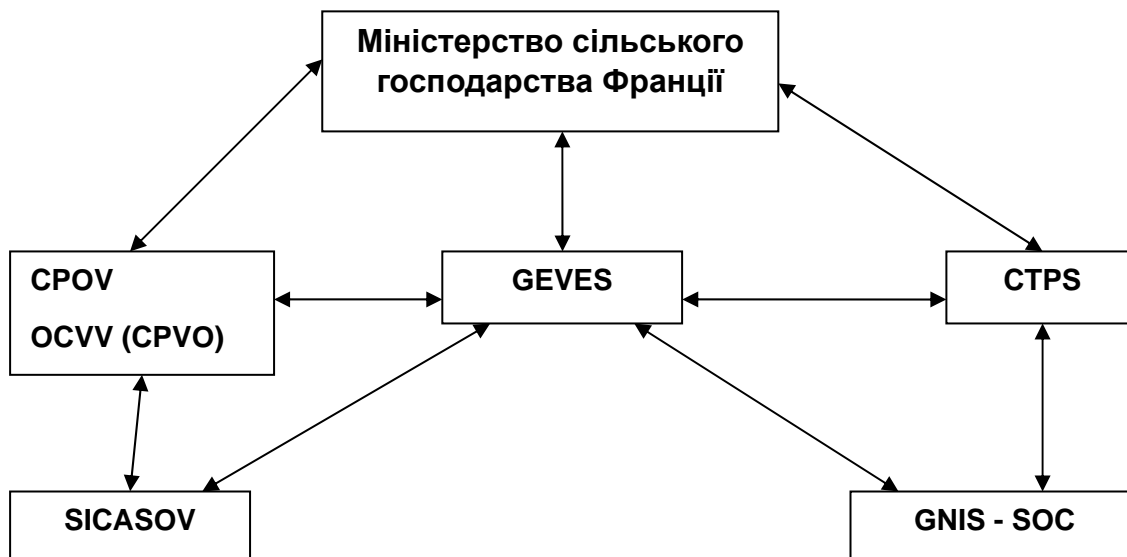 Міністерство сільського
господарства Франції
CPOV
OCVV (CPVO)
GEVES
CTPS
SICASOV
GNIS - SOC